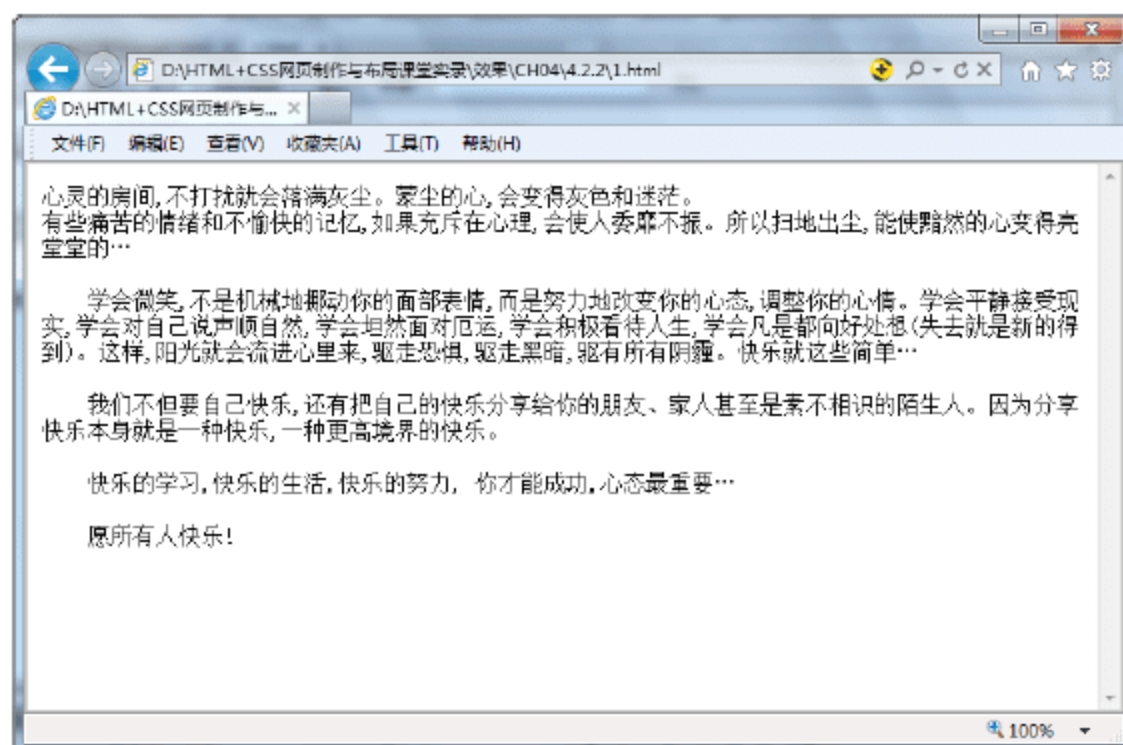 D:\HTML+CSS网页制作与布局课堂实录\效果\CH04\4.2.2\1.html
D:\HTML+CSS网页制作与...
文件(F) 编辑(E) 查看(V) 收藏夹(A) 工具(T) 帮助(H)
心灵的房间,不打扰就会落满灰尘。蒙尘的心,会变得灰色和迷茫。
有些痛苦的情绪和不愉快的记忆,如果充斥在心理,会使人委靡不振。所以扫地出尘,能使黯然的心变得亮
堂堂的…
学会微笑,不是机械地挪动你的面部表情,而是努力地改变你的心态,调整你的心情。学会平静接受现
实,学会对自己说声顺自然,学会坦然面对厄运,学会积极看待人生,学会凡是都向好处想(失去就是新的得
到)。这样,阳光就会流进心里来,驱走恐惧,驱走黑暗,驱有所有阴霾。快乐就这些简单…
我们不但要自己快乐,还有把自己的快乐分享给你的朋友、家人甚至是素不相识的陌生人。因为分享
快乐本身就是一种快乐,一种更高境界的快乐。
快乐的学习,快乐的生活,快乐的努力, 你才能成功,心态最重要…
愿所有人快乐!
100%